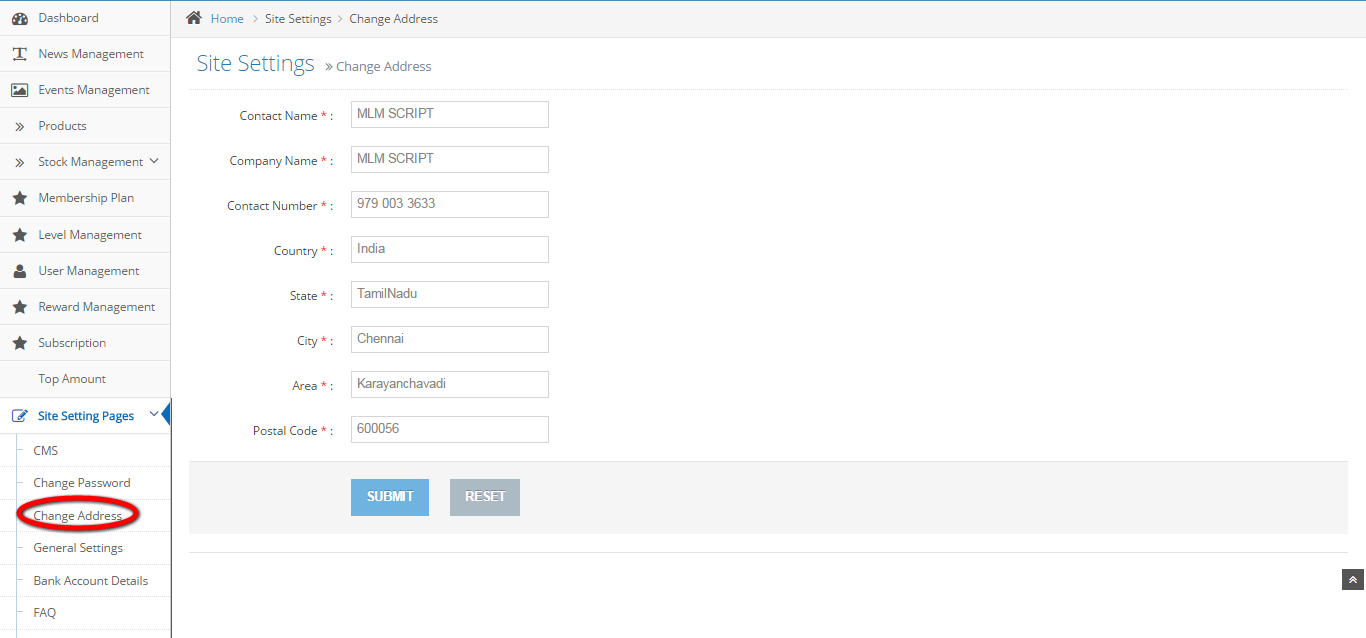 Dashboard
News Management
Events Management
Products
Stock Management
Membership Plan
Level Management
User Management
Reward Management
Subscription
Top Amount
Site Setting Pages
CMS
Change Password
Change Address
General Settings
Bank Account Details
FAQ
Home > Site Settings > Change Address
Site Settings » Change Address
Contact Name * : MLM SCRIPT
Company Name * : MLM SCRIPT
Contact Number * : 979 003 3633
Country * : India
State * : TamilNadu
City * : Chennai
Area * : Karayanchavadi
Postal Code * : 600056
SUBMIT RESET